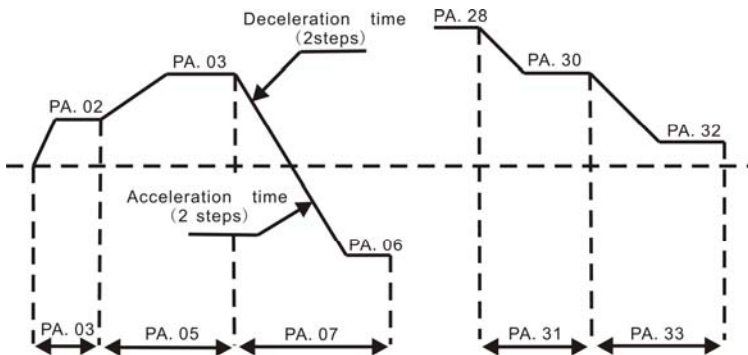 Deceleration time
(2steps)
PA. 28
PA. 03
PA. 30
PA. 02
PA. 32
Acceleration time
(2 steps)
PA. 06
PA. 03
PA. 05
PA. 07
PA. 31
PA. 33